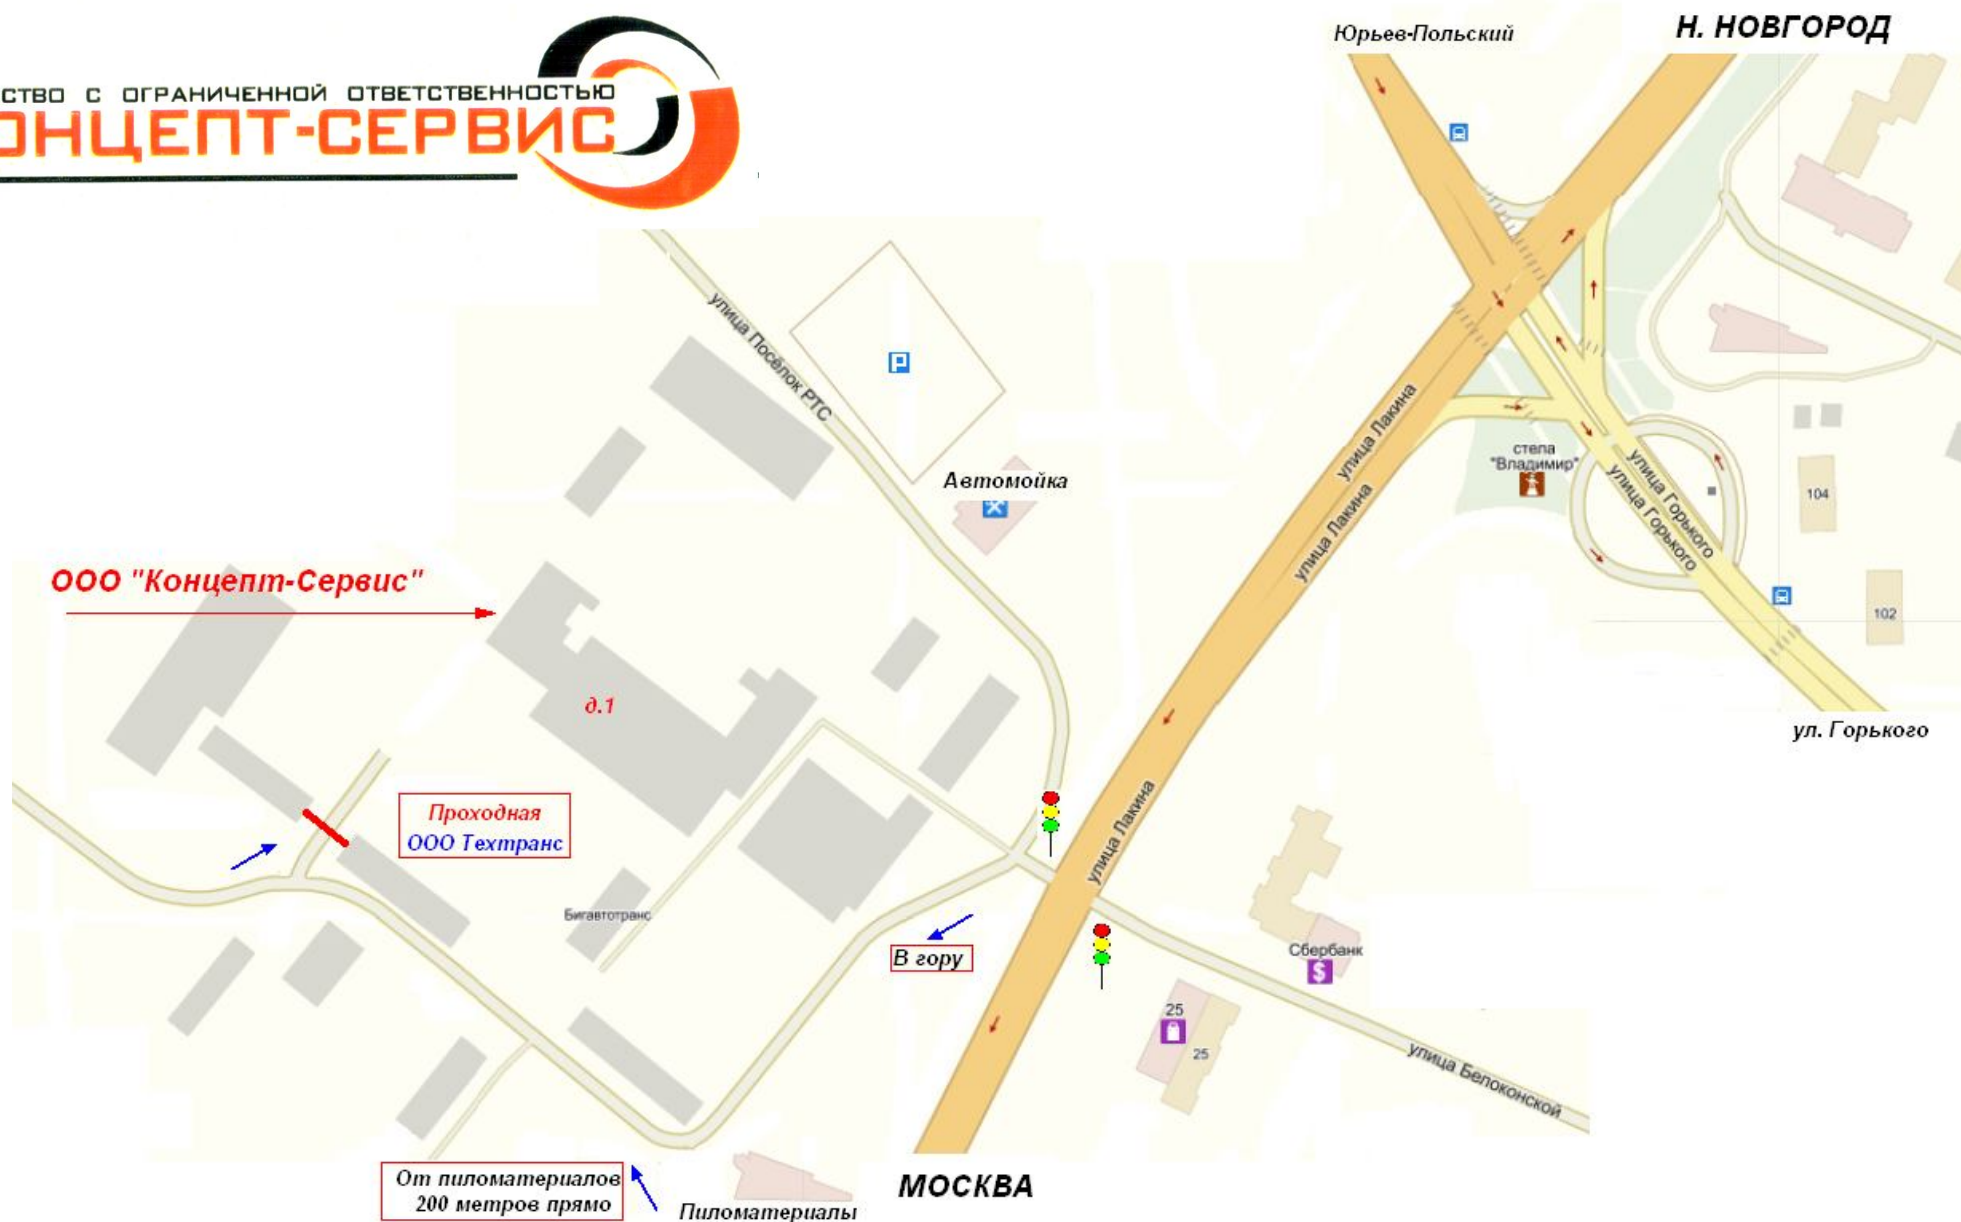 Юрьев-Польский
Н. НОВГОРОД
СТВО С ОГРАНИЧЕННОЙ ОТВЕТСТВЕННОСТЬЮ
ОНЦЕПТ-СЕРВИС
улица Посёлок РТС
P
Автомойка
улица Лакина
улица Лакина
стела
"Владимир"
улица Горького
улица Горького
104
102
ООО "Концепт-Сервис"
д.1
ул. Горького
Проходная
ООО Техтранс
улица Лакина
Бигавтотранс
В гору
Сбербанк
$
25
25
улица Белоконской
От пиломатериалов
200 метров прямо
Пиломатериалы
МОСКВА